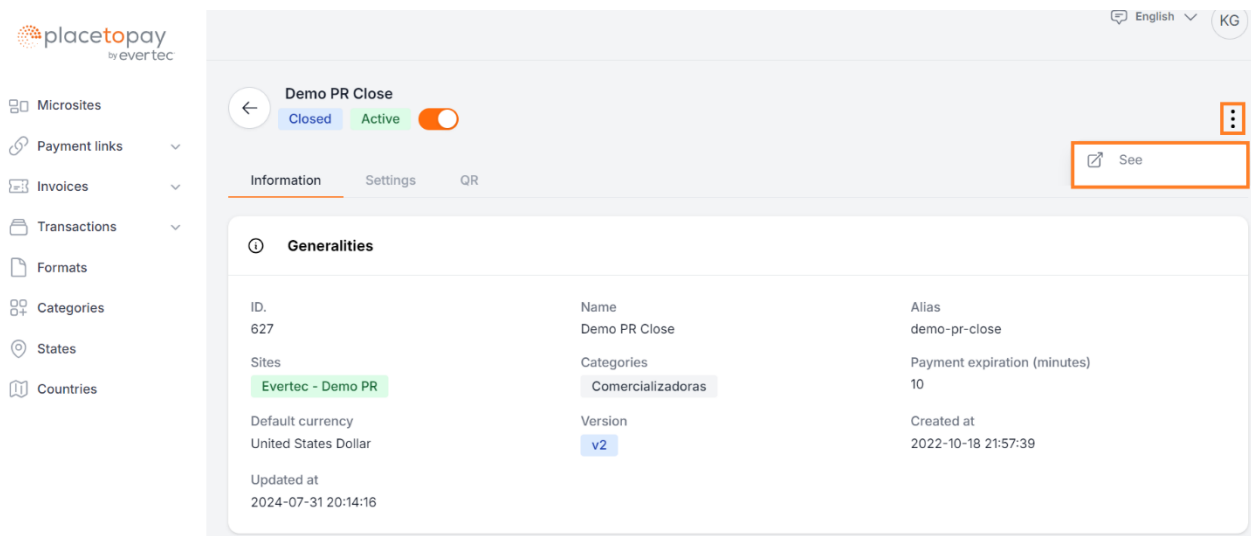 placetopay
by evertec
English
KG
Microsites
Payment links
Invoices
Transactions
Formats
Categories
States
Countries
Demo PR Close
Closed Active
See
Information Settings QR
Generalities
ID. Name Alias
627 Demo PR Close demo-pr-close
Sites Categories Payment expiration (minutes)
Evertec - Demo PR Comercializadoras 10
Default currency Version Created at
United States Dollar v2 2022-10-18 21:57:39
Updated at
2024-07-31 20:14:16